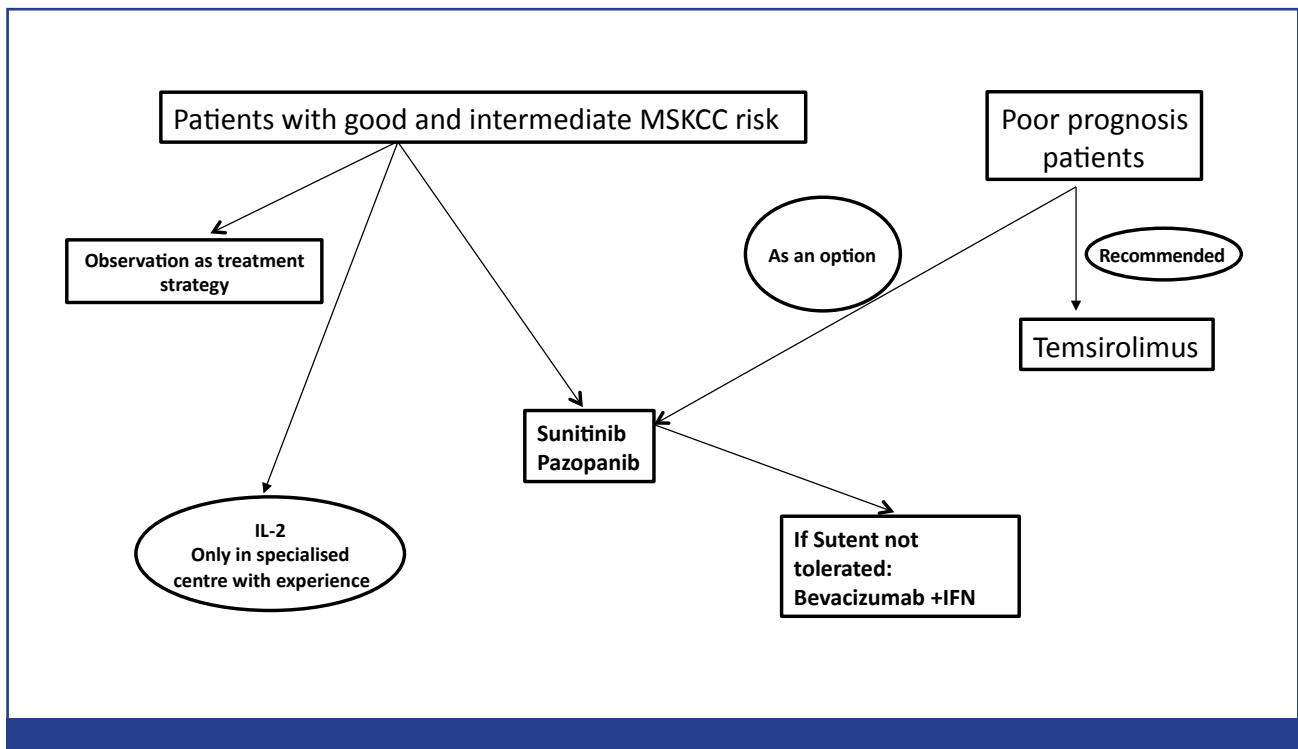 Patients with good and intermediate MSKCC risk
Poor prognosis
patients
Observation as treatment
strategy
As an option
Recommended
Temsirolimus
Sunitinib
Pazopanib
IL-2
Only in specialised
centre with experience
If Sutent not
tolerated:
Bevacizumab +IFN